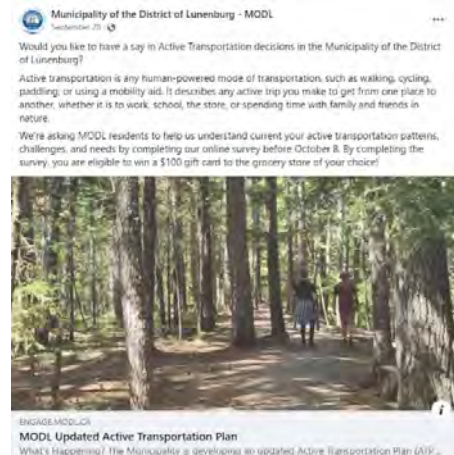 Municipality of the District of Lunenburg - MODL
September
Would you like to have a say in Active Transportation decisions in the Municipality of the District
of Lunenburg?
Active transportation is any human-powered mode of transportation, such as walking, cycling,
paddling, or using a mobility aid. It describes any active trip you make to get from one place to
another, whether it is to work, school, the store, or spending time with family and friends in
nature.
We're asking MODL residents to help us understand current your active transportation patterns,
challenges, and needs by completing our online survey before October 8. By completing the
survey, you are eligible to win a $100 gift card to the grocery store of your choice!
ENGAGE.MODL.CA
MODL Updated Active Transportation Plan
What's Happening? The Municipality is developing an updated Active Transportation Plan (ATP...